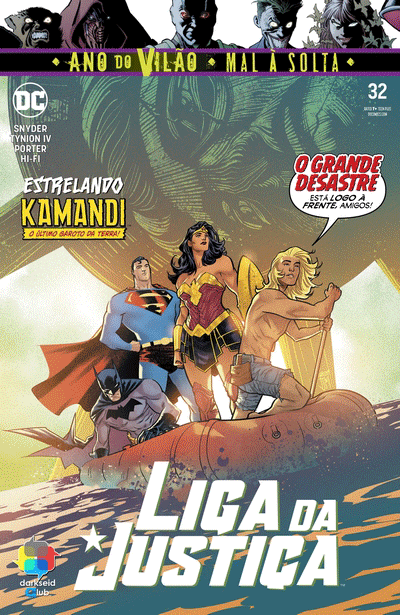 ANO DO VILÃO • MAL À SOLTA •
DC
32
SNYDER
TYNION IV
PORTER
HI-FI
ESTRELANDO
KAMANDI
O ÚLTIMO GAROTO DA TERRA!
O GRANDE
DESASTRE
ESTÁ LOGO À
FRENTE, AMIGOS!
LIGA DA
JUSTIÇA
darkseid
Club